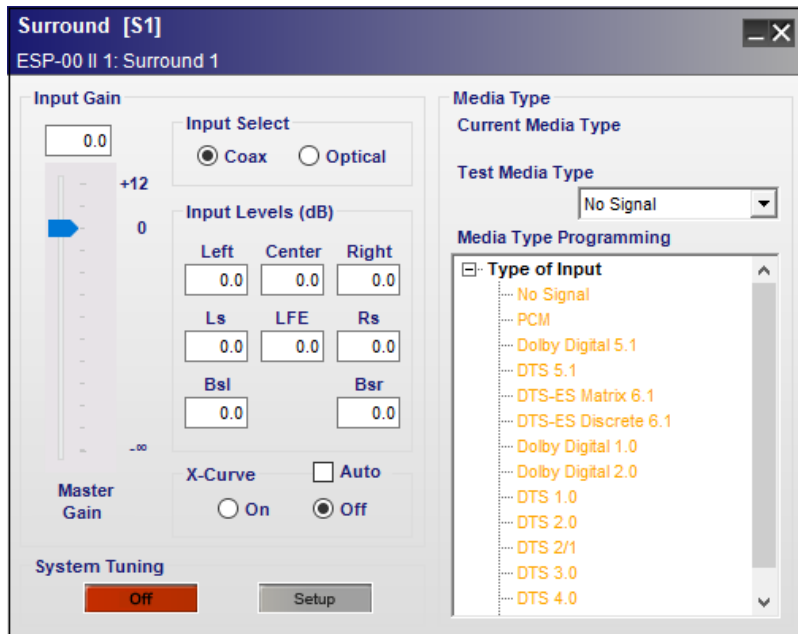 Surround [S1]
ESP-00 II 1: Surround 1
Input Gain
0.0
+12
0
-∞
Master
Gain
Input Select
Coax Optical
Input Levels (dB)
Left Center Right
0.0 0.0 0.0
Ls LFE Rs
0.0 0.0 0.0
Bsl Bsr
0.0 0.0
X-Curve Auto
On Off
System Tuning
Off Setup
Media Type
Current Media Type
Test Media Type
No Signal
Media Type Programming
Type of Input
No Signal
PCM
Dolby Digital 5.1
DTS 5.1
DTS-ES Matrix 6.1
DTS-ES Discrete 6.1
Dolby Digital 1.0
Dolby Digital 2.0
DTS 1.0
DTS 2.0
DTS 2/1
DTS 3.0
DTS 4.0